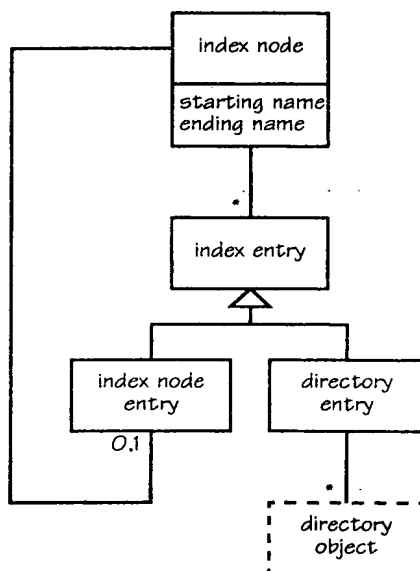 index node
starting name
ending name
*
index entry
index node
entry
directory
entry
0,1
*
directory
object